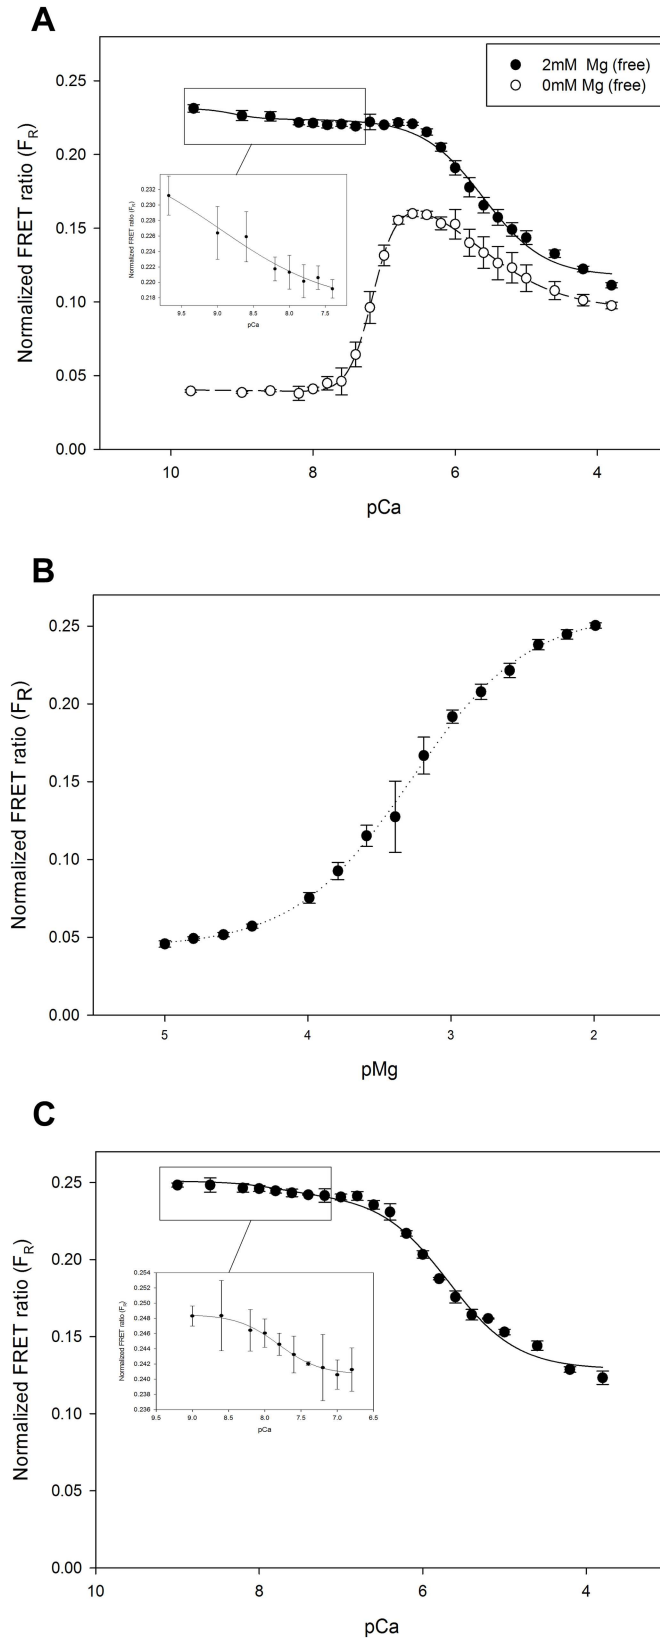 A
2mM Mg (free)
0mM Mg (free)
Normalized FRET ratio (FR)
0.25
0.20
0.15
0.10
0.05
0.00
Normalized FRET ratio (FR)
0.232
0.230
0.228
0.226
0.224
0.222
0.220
0.218
9.5 9.0 8.5 8.0 7.5
pCa
10 8 6 4
pCa
B
Normalized FRET ratio (FR)
0.25
0.20
0.15
0.10
0.05
0.00
5 4 3 2
pMg
C
Normalized FRET ratio (FR)
0.25
0.20
0.15
0.10
0.05
0.00
Normalized FRET ratio (FR)
0.254
0.252
0.250
0.248
0.246
0.244
0.242
0.240
0.238
0.236
9.5 9.0 8.5 8.0 7.5 7.0 6.5
pCa
10 8 6 4
pCa